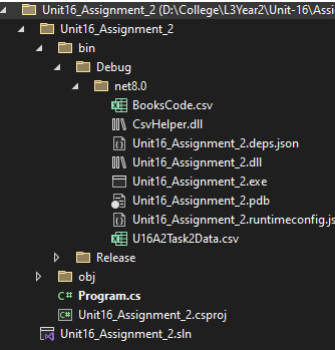 Unit16_Assignment_2 (D:\College\L3Year2\Unit-16\Assi
Unit16_Assignment_2
bin
Debug
net8.0
BooksCode.csv
CsvHelper.dll
Unit16_Assignment_2.deps.json
Unit16_Assignment_2.dll
Unit16_Assignment_2.exe
Unit16_Assignment_2.pdb
Unit16_Assignment_2.runtimeconfig.js
U16A2Task2Data.csv
Release
obj
C# Program.cs
C# Unit16_Assignment_2.csproj
Unit16_Assignment_2.sln